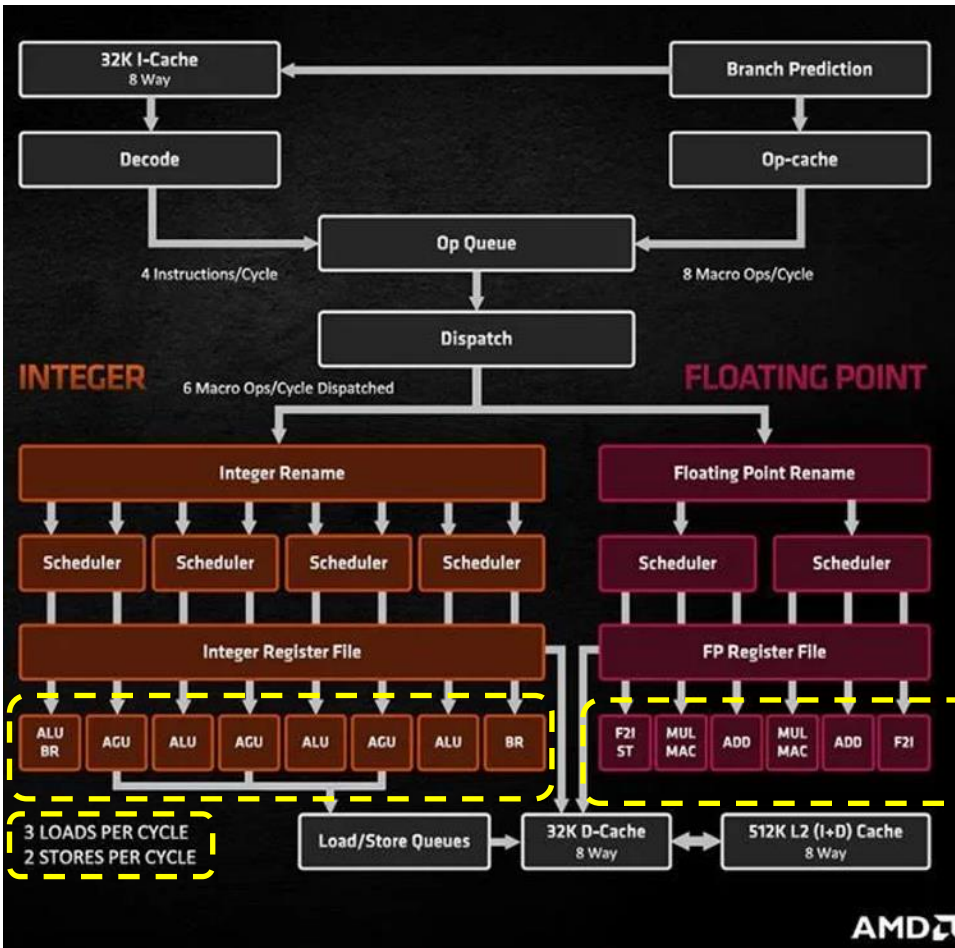 32K I-Cache
8 Way
Branch Prediction
Decode
Op-cache
Op Queue
4 Instructions/Cycle
8 Macro Ops/Cycle
Dispatch
INTEGER
6 Macro Ops/Cycle Dispatched
FLOATING POINT
Integer Rename
Floating Point Rename
Scheduler
Scheduler
Scheduler
Scheduler
Scheduler
Scheduler
Integer Register File
FP Register File
ALU
BR
AGU
ALU
AGU
ALU
AGU
ALU
BR
F2I
ST
MUL
MAC
ADD
MUL
MAC
ADD
F2I
3 LOADS PER CYCLE
2 STORES PER CYCLE
Load/Store Queues
32K D-Cache
8 Way
512K L2 (I+D) Cache
8 Way
AMD